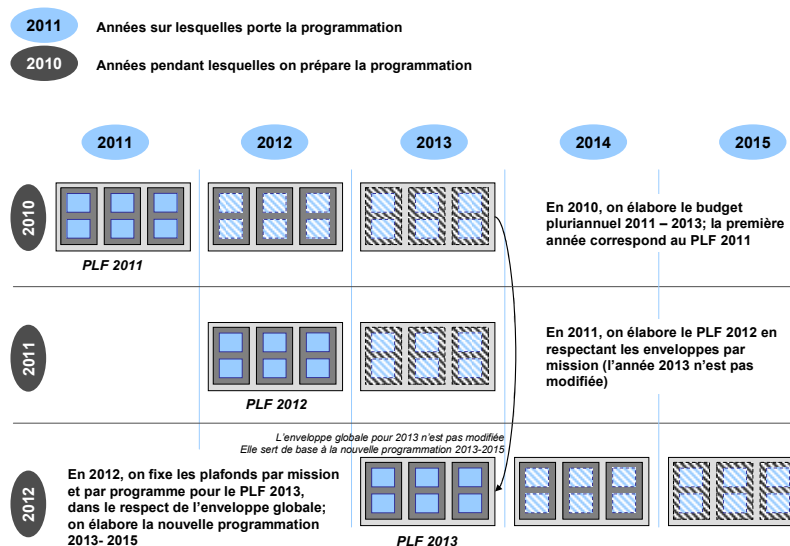 2011 Années sur lesquelles porte la programmation
2010 Années pendant lesquelles on prépare la programmation
2011 2012 2013 2014 2015
2010
En 2010, on élabore le budget
pluriannuel 2011 – 2013; la première
année correspond au PLF 2011
PLF 2011
2011
En 2011, on élabore le PLF 2012 en
respectant les enveloppes par
mission (l'année 2013 n'est pas
modifiée)
PLF 2012
L'enveloppe globale pour 2013 n'est pas modifiée
Elle sert de base à la nouvelle programmation 2013-2015
2012
En 2012, on fixe les plafonds par mission
et par programme pour le PLF 2013,
dans le respect de l'enveloppe globale;
on élabore la nouvelle programmation
2013- 2015
PLF 2013